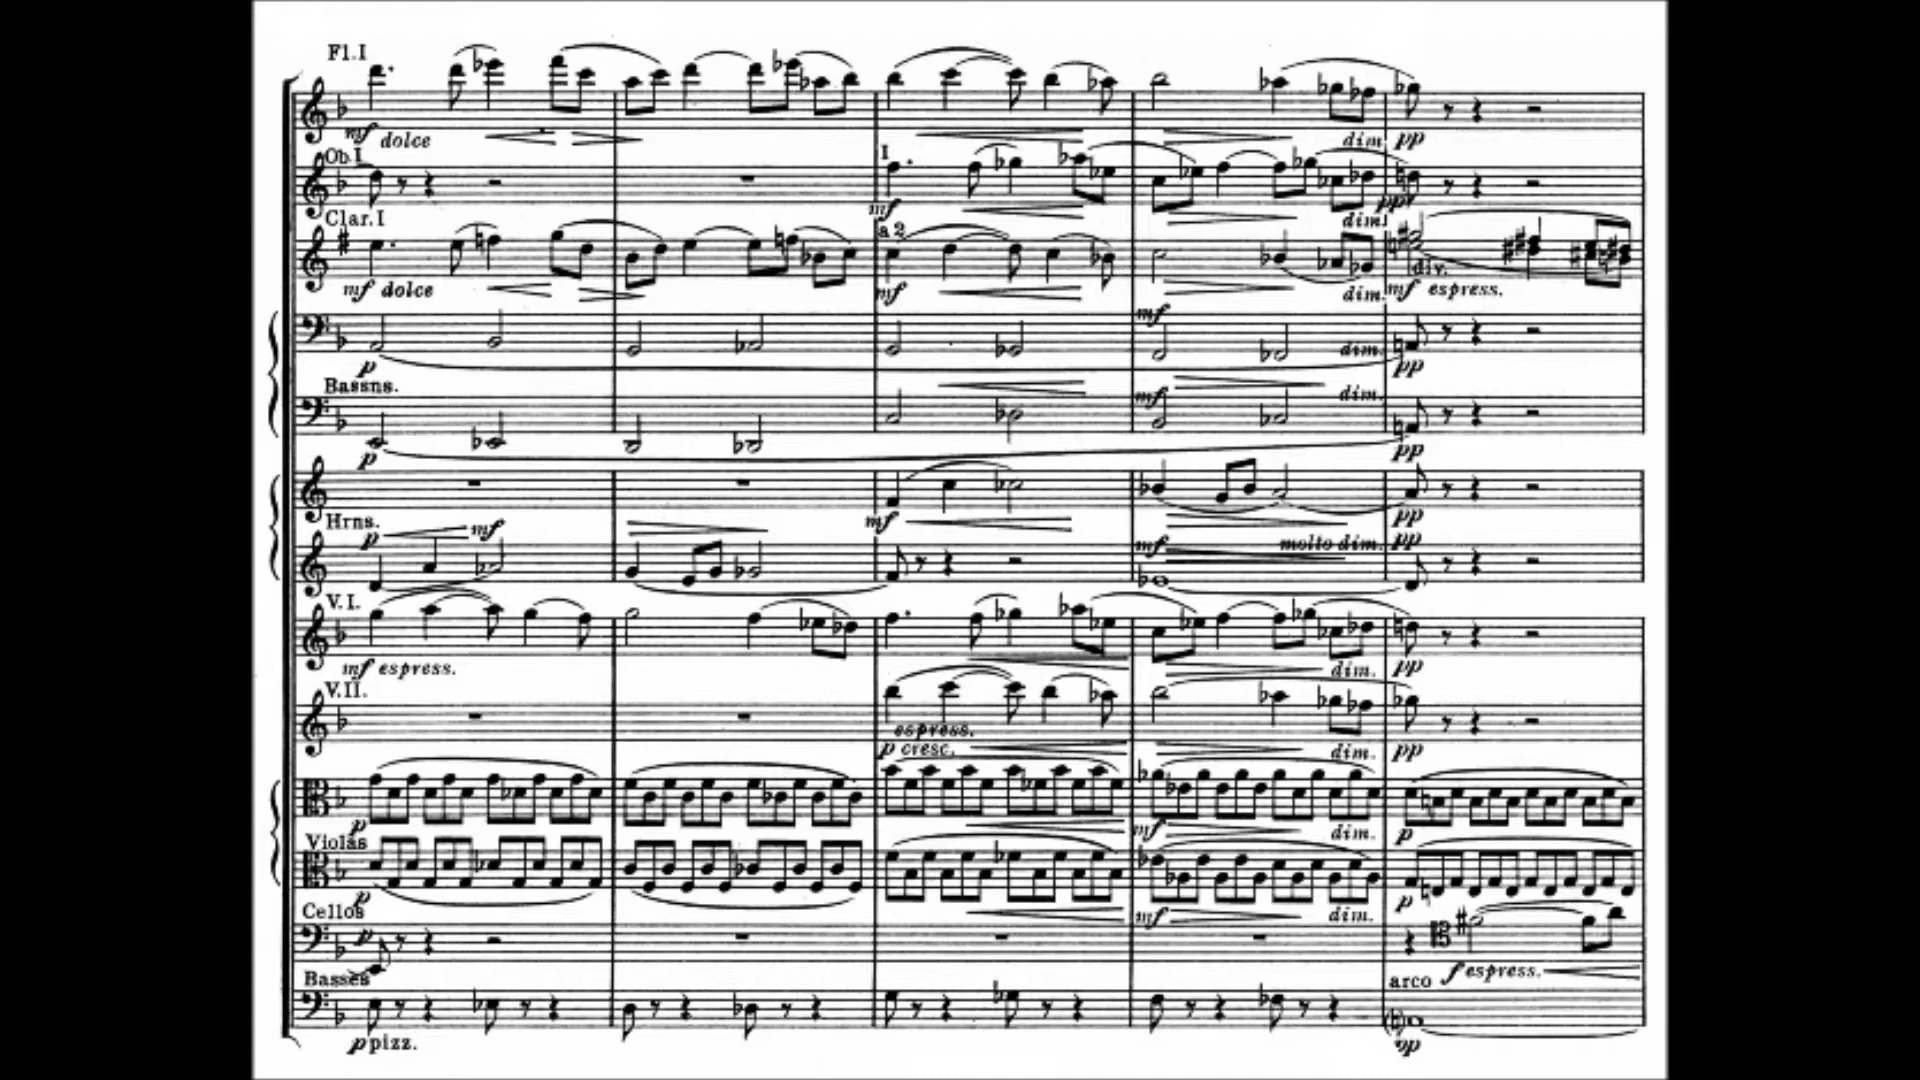 Fl. I
mf dolce
dim. pp
Ob. I
I
mf
dim. pp
Clar. I
a 2
div.
mf dolce
mf
dim. mf espress.
mf
p
dim. pp
Bassns.
mf
dim.
p
pp
mf
pp
Hrns.
p mf
mf
molto dim. pp
V. I.
mf espress.
dim. pp
V. II.
espress.
p cresc.
dim. pp
p
mf
dim. p
Violas
p
mf
dim. p
Cellos
p
f espress.
Basses
arco
p pizz.